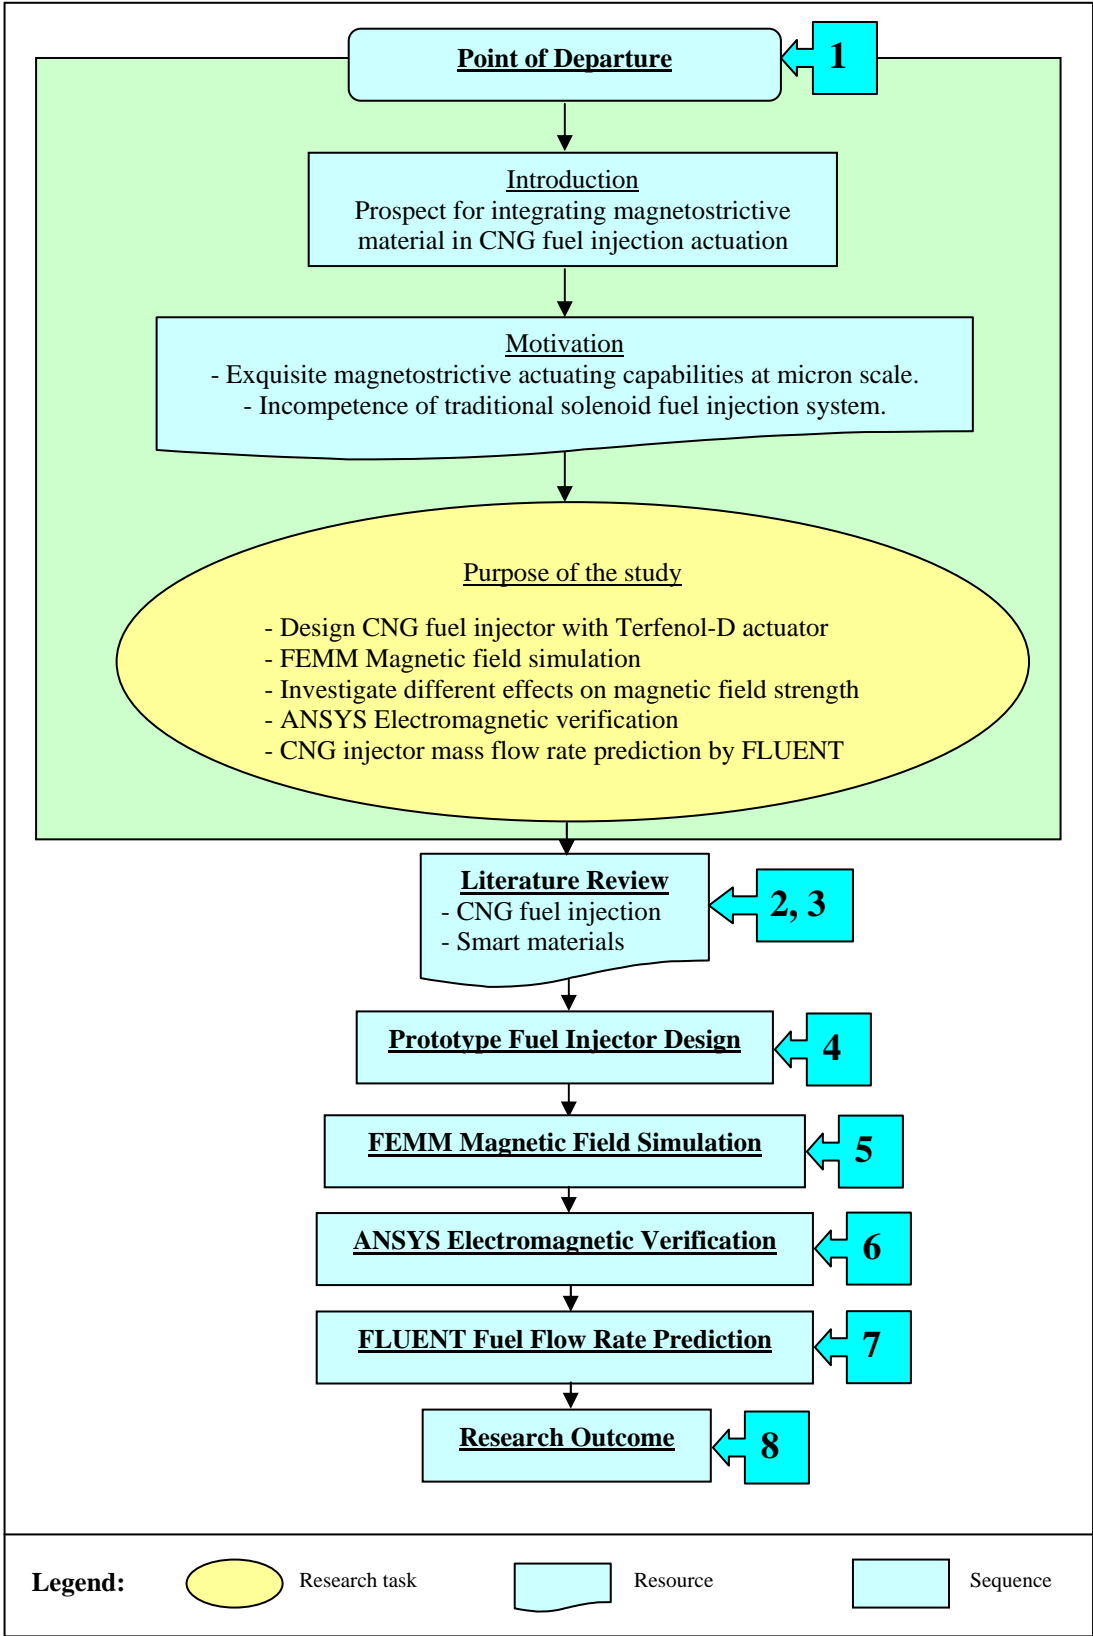 Point of Departure
1
Introduction
Prospect for integrating magnetostrictive
material in CNG fuel injection actuation
Motivation
- Exquisite magnetostrictive actuating capabilities at micron scale.
- Incompetence of traditional solenoid fuel injection system.
Purpose of the study
- Design CNG fuel injector with Terfenol-D actuator
- FEMM Magnetic field simulation
- Investigate different effects on magnetic field strength
- ANSYS Electromagnetic verification
- CNG injector mass flow rate prediction by FLUENT
Literature Review
- CNG fuel injection
- Smart materials
2, 3
Prototype Fuel Injector Design
4
FEMM Magnetic Field Simulation
5
ANSYS Electromagnetic Verification
6
FLUENT Fuel Flow Rate Prediction
7
Research Outcome
8
Legend:
Research task
Resource
Sequence